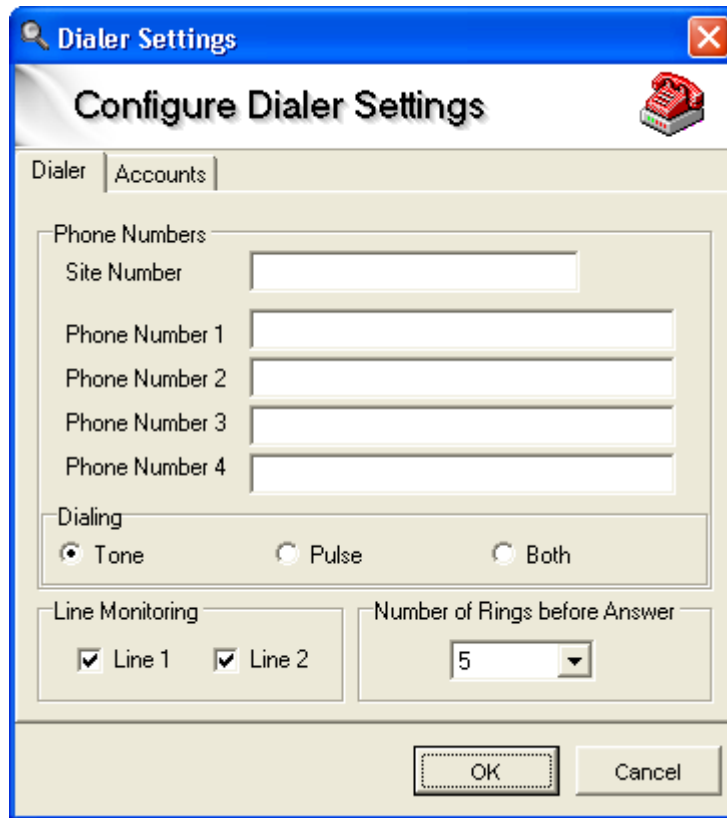 Dialer Settings
Configure Dialer Settings
Dialer Accounts
Phone Numbers
Site Number
Phone Number 1
Phone Number 2
Phone Number 3
Phone Number 4
Dialing
Tone Pulse Both
Line Monitoring Number of Rings before Answer
Line 1 Line 2 5
OK Cancel